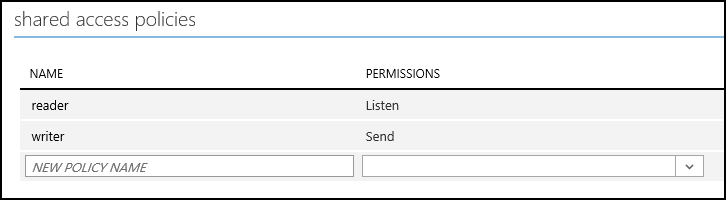 shared access policies
NAME PERMISSIONS
reader Listen
writer Send
NEW POLICY NAME